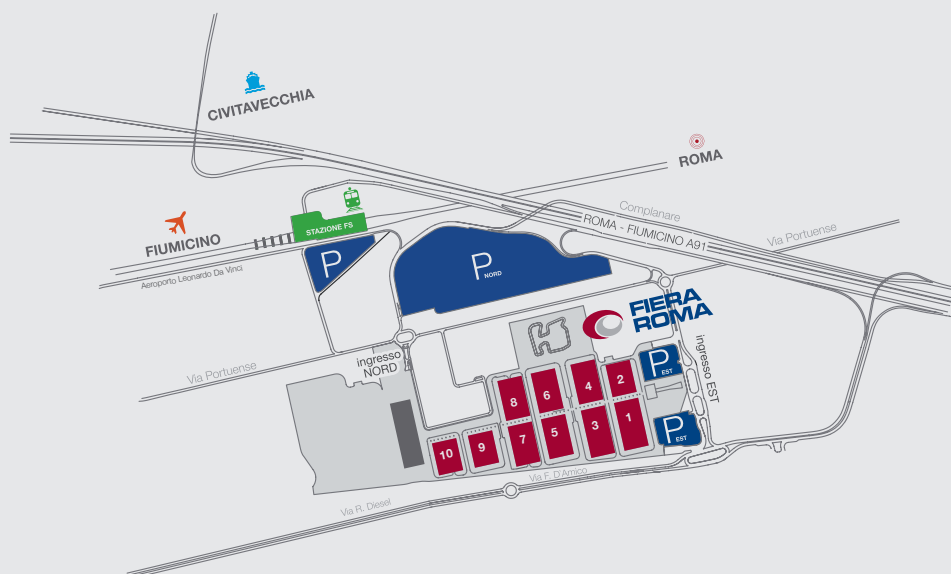 CIVITAVECCHIA
ROMA
FIUMICINO
STAZIONE FS
Complanare
ROMA - FIUMICINO A91
Via Portuense
Aeroporto Leonardo Da Vinci
P
P
NORD
FIERA
ROMA
ingresso
NORD
Via Portuense
ingresso EST
P
EST
P
EST
8
6
4
2
10
9
7
5
3
1
Via F. D'Amico
Via R. Diesel